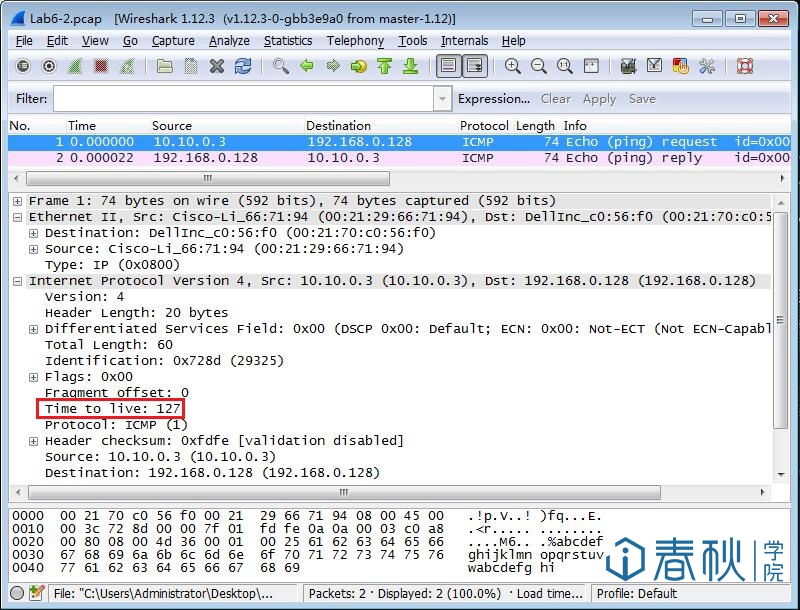 Lab6-2.pcap [Wireshark 1.12.3 (v1.12.3-0-gbb3e9a0 from master-1.12)]
File Edit View Go Capture Analyze Statistics Telephony Tools Internals Help
Filter: Expression... Clear Apply Save
No. Time Source Destination Protocol Length Info
1 0.000000 10.10.0.3 192.168.0.128 ICMP 74 Echo (ping) request id=0x00
2 0.000022 192.168.0.128 10.10.0.3 ICMP 74 Echo (ping) reply id=0x00
Frame 1: 74 bytes on wire (592 bits), 74 bytes captured (592 bits)
Ethernet II, Src: Cisco-Li_66:71:94 (00:21:29:66:71:94), Dst: DellInc_c0:56:f0 (00:21:70:c0:5
Destination: DellInc_c0:56:f0 (00:21:70:c0:56:f0)
Source: Cisco-Li_66:71:94 (00:21:29:66:71:94)
Type: IP (0x0800)
Internet Protocol Version 4, Src: 10.10.0.3 (10.10.0.3), Dst: 192.168.0.128 (192.168.0.128)
Version: 4
Header Length: 20 bytes
Differentiated Services Field: 0x00 (DSCP 0x00: Default; ECN: 0x00: Not-ECT (Not ECN-Capabl
Total Length: 60
Identification: 0x728d (29325)
Flags: 0x00
Fragment offset: 0
Time to live: 127
Protocol: ICMP (1)
Header checksum: 0xfdfe [validation disabled]
Source: 10.10.0.3 (10.10.0.3)
Destination: 192.168.0.128 (192.168.0.128)
0000 00 21 70 c0 56 f0 00 21 29 66 71 94 08 00 45 00 .!p.V..! )fq...E.
0010 00 3c 72 8d 00 00 7f 01 fd fe 0a 0a 00 03 c0 a8 .<r..... ........
0020 00 80 08 00 4d 36 00 01 00 25 61 62 63 64 65 66 ....M6.. .%abcdef
0030 67 68 69 6a 6b 6c 6d 6e 6f 70 71 72 73 74 75 76 ghijklmn opqrstuv
0040 77 61 62 63 64 65 66 67 68 69 wabcdefg hi
春秋学院
File: "C:\Users\Administrator\Desktop\... Packets: 2 · Displayed: 2 (100.0%) · Load time... Profile: Default